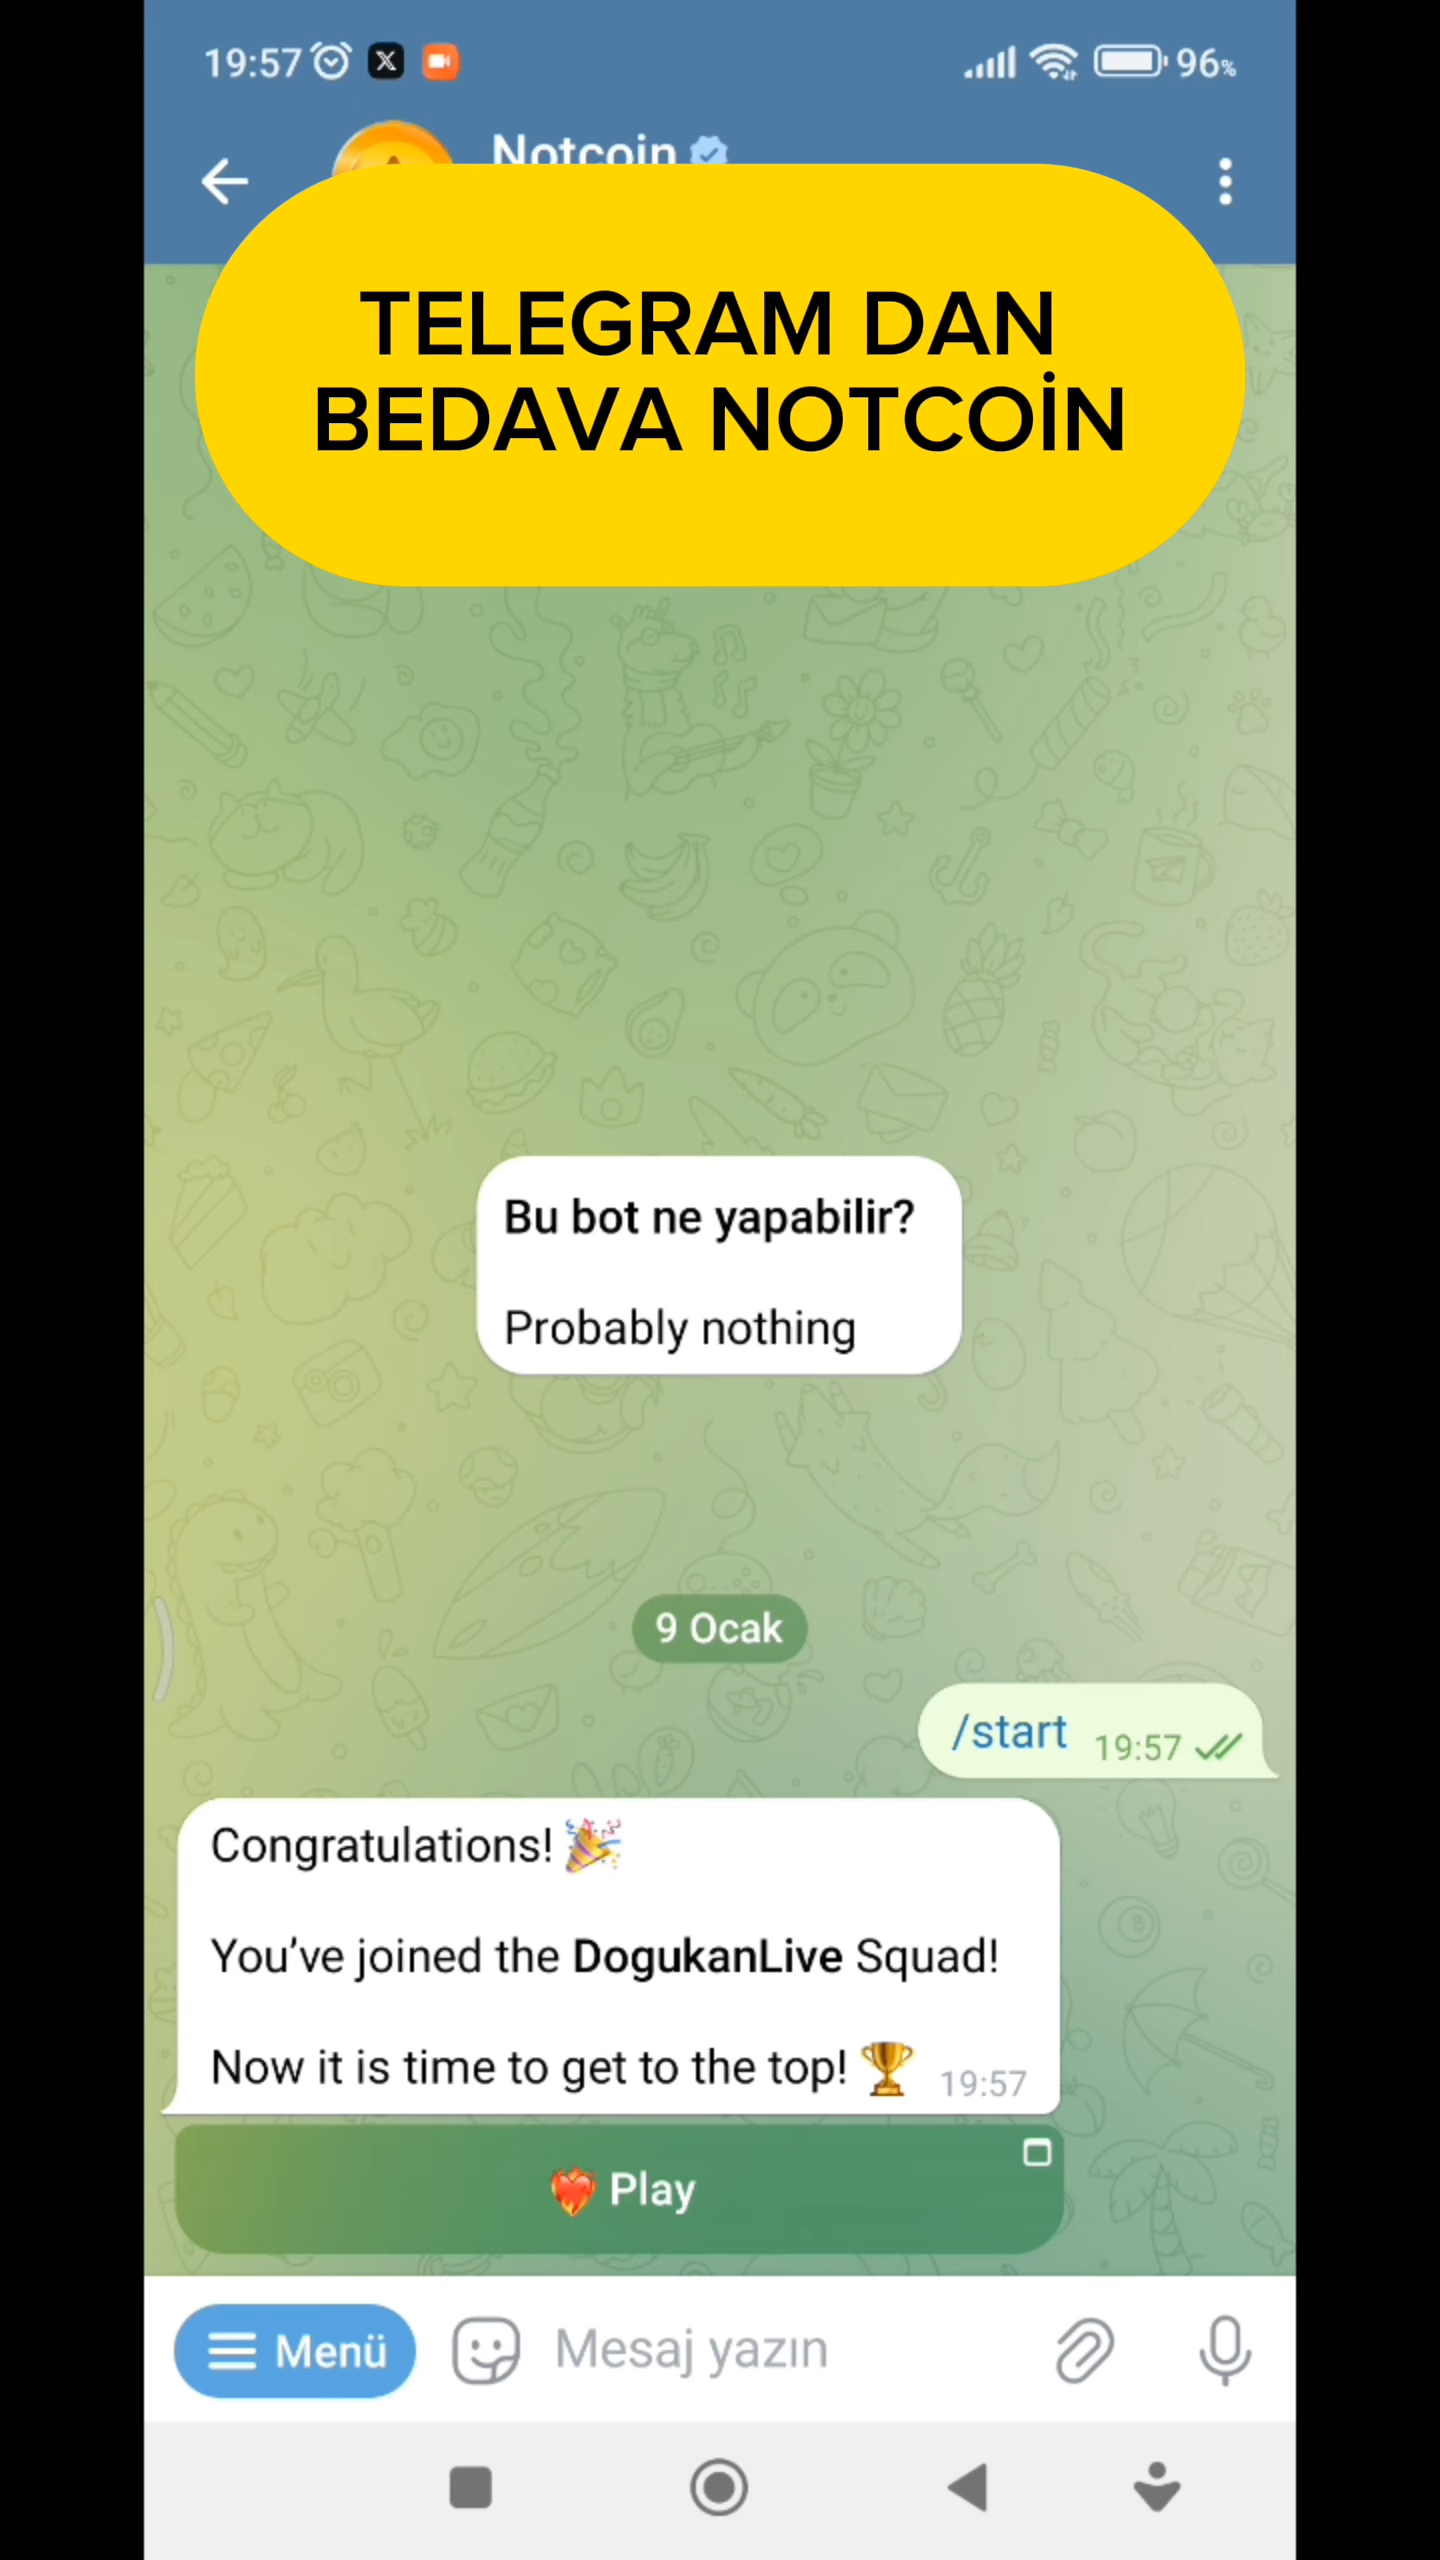 19:57
96%
Notcoin
TELEGRAM DAN
BEDAVA NOTCOİN
Bu bot ne yapabilir?
Probably nothing
9 Ocak
/start 19:57
Congratulations! 🎉
You’ve joined the DogukanLive Squad!
Now it is time to get to the top! 🏆 19:57
❤️‍🔥 Play
Menü
Mesaj yazın